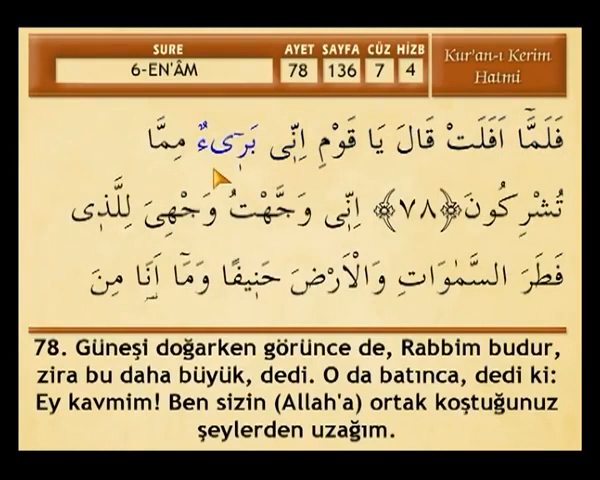 SURE AYET SAYFA CÜZ HİZB
6-EN'ÂM 78 136 7 4
Kur'an-ı Kerim
Hatmi
فَلَمَّٓا اَفَلَتْ قَالَ يَا قَوْمِ اِنّ۪ى بَر۪ىٓءٌ مِمَّا
تُشْرِكُونَ ﴿٧٨﴾ اِنّ۪ى وَجَّهْتُ وَجْهِىَ لِلَّذ۪ى
فَطَرَ السَّمٰوَاتِ وَالْاَرْضَ حَن۪يفًا وَمَٓا اَنَا۬ مِنَ
78. Güneşi doğarken görünce de, Rabbim budur,
zira bu daha büyük, dedi. O da batınca, dedi ki:
Ey kavmim! Ben sizin (Allah'a) ortak koştuğunuz
şeylerden uzağım.